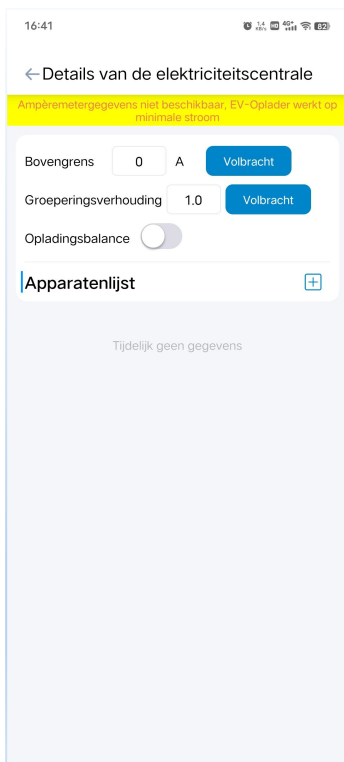 16:41 1,4 KB/s HD 4G+ 82
←Details van de elektriciteitscentrale
Ampèremetergegevens niet beschikbaar, EV-Oplader werkt op
minimale stroom
Bovengrens 0 A Volbracht
Groeperingsverhouding 1.0 Volbracht
Opladingsbalance
Apparatenlijst
Tijdelijk geen gegevens